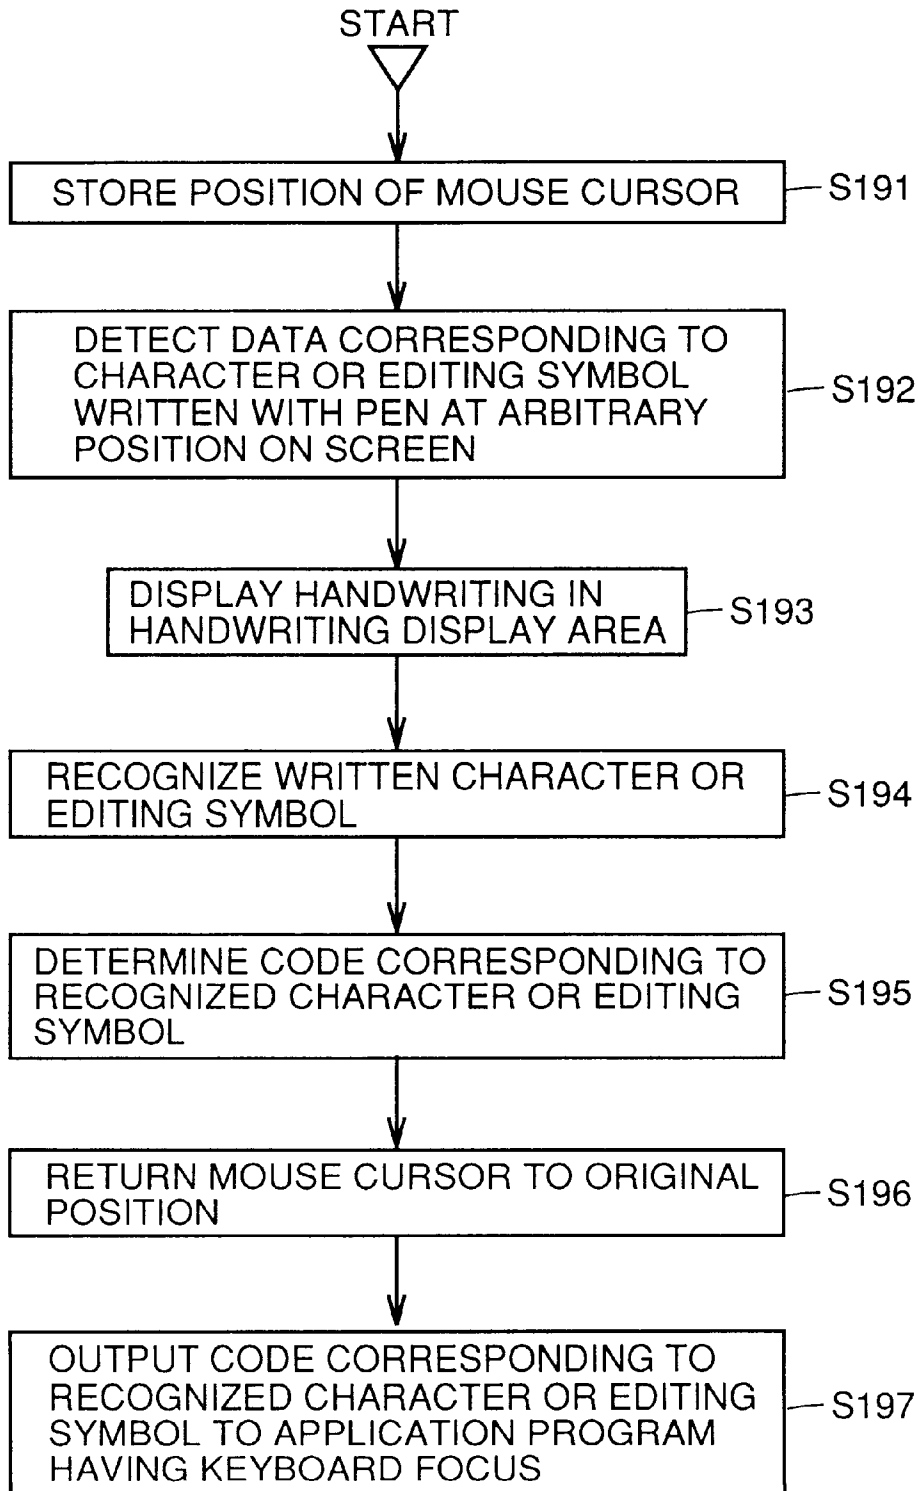 START
STORE POSITION OF MOUSE CURSOR
S191
DETECT DATA CORRESPONDING TO
CHARACTER OR EDITING SYMBOL
WRITTEN WITH PEN AT ARBITRARY
POSITION ON SCREEN
S192
DISPLAY HANDWRITING IN
HANDWRITING DISPLAY AREA
S193
RECOGNIZE WRITTEN CHARACTER OR
EDITING SYMBOL
S194
DETERMINE CODE CORRESPONDING TO
RECOGNIZED CHARACTER OR EDITING
SYMBOL
S195
RETURN MOUSE CURSOR TO ORIGINAL
POSITION
S196
OUTPUT CODE CORRESPONDING TO
RECOGNIZED CHARACTER OR EDITING
SYMBOL TO APPLICATION PROGRAM
HAVING KEYBOARD FOCUS
S197